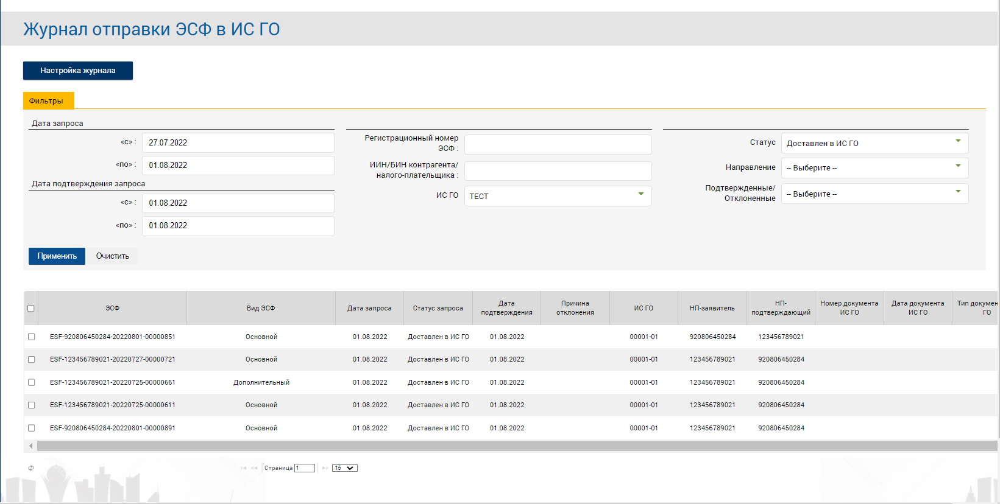 Журнал отправки ЭСФ в ИС ГО
Настройка журнала
Фильтры
Дата запроса
«с» : 27.07.2022
«по» : 01.08.2022
Дата подтверждения запроса
«с» : 01.08.2022
«по» : 01.08.2022
Регистрационный номер
ЭСФ :
ИИН/БИН контрагента/
налого-плательщика :
ИС ГО ТЕСТ
Статус Доставлен в ИС ГО
Направление -- Выберите --
Подтвержденные/
Отклоненные -- Выберите --
Применить Очистить
ЭСФ Вид ЭСФ Дата запроса Статус запроса Дата подтверждения Причина отклонения ИС ГО НП-заявитель НП-подтверждающий Номер документа ИС ГО Дата документа ИС ГО Тип докумен ГО
ESF-920806450284-20220801-00000851 Основной 01.08.2022 Доставлен в ИС ГО 01.08.2022 00001-01 920806450284 123456789021
ESF-123456789021-20220727-00000721 Основной 01.08.2022 Доставлен в ИС ГО 01.08.2022 00001-01 123456789021 920806450284
ESF-123456789021-20220725-00000661 Дополнительный 01.08.2022 Доставлен в ИС ГО 01.08.2022 00001-01 123456789021 920806450284
ESF-123456789021-20220725-00000611 Основной 01.08.2022 Доставлен в ИС ГО 01.08.2022 00001-01 123456789021 920806450284
ESF-920806450284-20220801-00000891 Основной 01.08.2022 Доставлен в ИС ГО 01.08.2022 00001-01 123456789021 920806450284
Страница 1 15